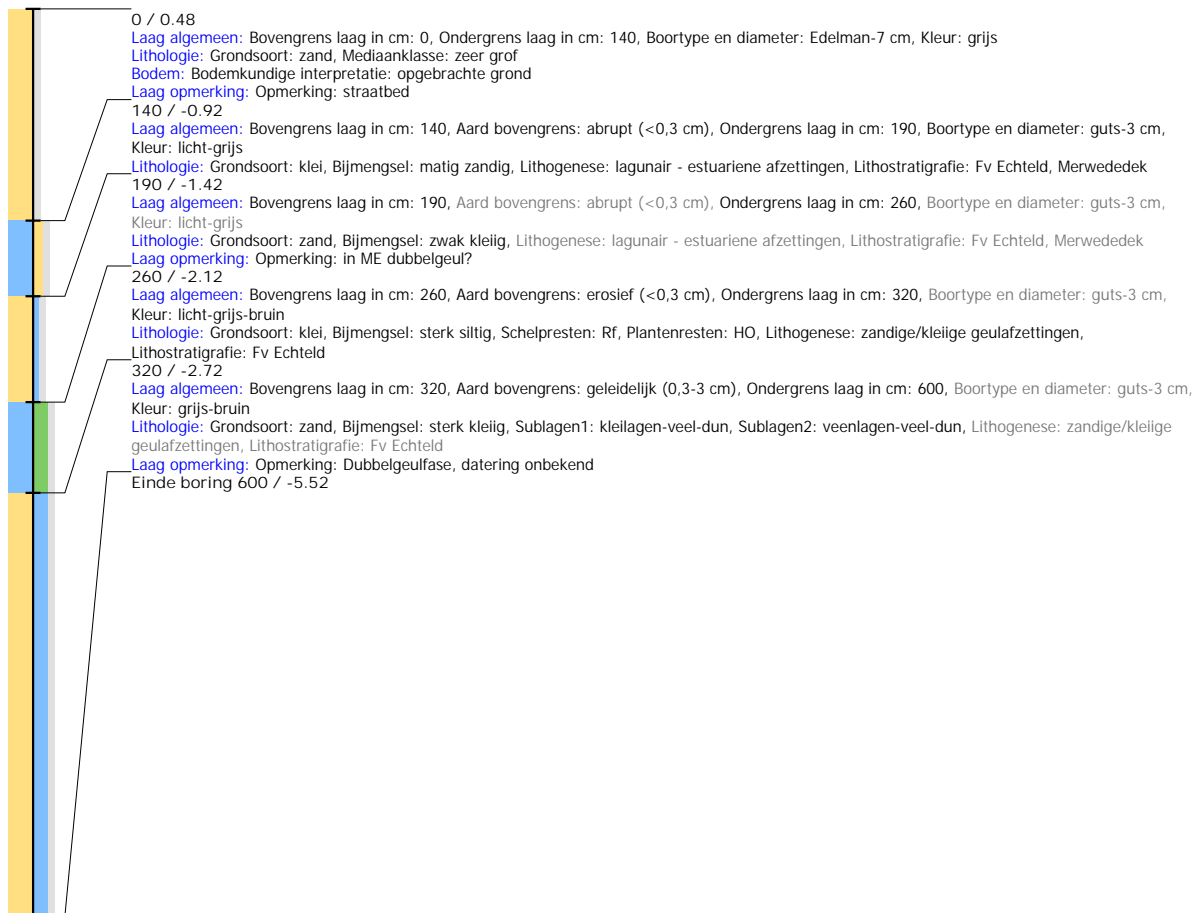 0 / 0.48
Laag algemeen: Bovengrens laag in cm: 0, Ondergrens laag in cm: 140, Boortype en diameter: Edelman-7 cm, Kleur: grijs
Lithologie: Grondsoort: zand, Mediaanklasse: zeer grof
Bodem: Bodemkundige interpretatie: opgebrachte grond
Laag opmerking: Opmerking: straatbed
140 / -0.92
Laag algemeen: Bovengrens laag in cm: 140, Aard bovengrens: abrupt (<0,3 cm), Ondergrens laag in cm: 190, Boortype en diameter: guts-3 cm,
Kleur: licht-grijs
Lithologie: Grondsoort: klei, Bijmengsel: matig zandig, Lithogenese: lagunair - estuariene afzettingen, Lithostratigrafie: Fv Echteld, Merwededek
190 / -1.42
Laag algemeen: Bovengrens laag in cm: 190, Aard bovengrens: abrupt (<0,3 cm), Ondergrens laag in cm: 260, Boortype en diameter: guts-3 cm,
Kleur: licht-grijs
Lithologie: Grondsoort: zand, Bijmengsel: zwak kleiig, Lithogenese: lagunair - estuariene afzettingen, Lithostratigrafie: Fv Echteld, Merwededek
Laag opmerking: Opmerking: in ME dubbelgeul?
260 / -2.12
Laag algemeen: Bovengrens laag in cm: 260, Aard bovengrens: erosief (<0,3 cm), Ondergrens laag in cm: 320, Boortype en diameter: guts-3 cm,
Kleur: licht-grijs-bruin
Lithologie: Grondsoort: klei, Bijmengsel: sterk siltig, Schelpresten: Rf, Plantenresten: HO, Lithogenese: zandige/kleiige geulafzettingen,
Lithostratigrafie: Fv Echteld
320 / -2.72
Laag algemeen: Bovengrens laag in cm: 320, Aard bovengrens: geleidelijk (0,3-3 cm), Ondergrens laag in cm: 600, Boortype en diameter: guts-3 cm,
Kleur: grijs-bruin
Lithologie: Grondsoort: zand, Bijmengsel: sterk kleiig, Sublagen1: kleilagen-veel-dun, Sublagen2: veenlagen-veel-dun, Lithogenese: zandige/kleiige
geulafzettingen, Lithostratigrafie: Fv Echteld
Laag opmerking: Opmerking: Dubbelgeulfase, datering onbekend
Einde boring 600 / -5.52